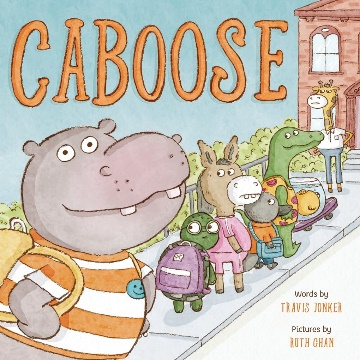 CABOOSE
Words by
TRAVIS JONKER
Pictures by
RUTH CHAN